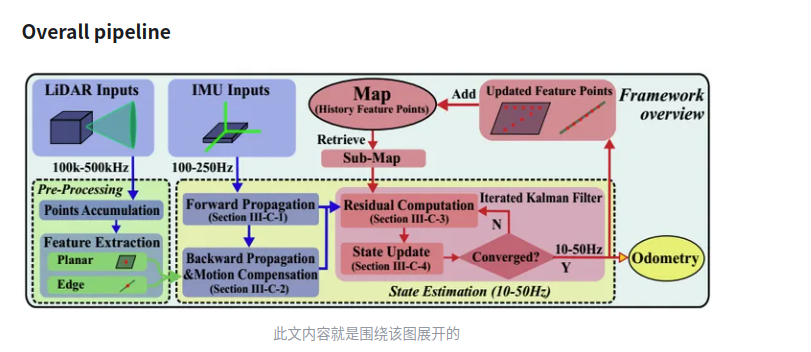 Overall pipeline
LiDAR Inputs
IMU Inputs
Map
(History Feature Points)
Add
Updated Feature Points
Framework
overview
100k-500kHz
100-250Hz
Retrieve
Sub-Map
Pre-Processing
Points Accumulation
Feature Extraction
Planar
Edge
Forward Propagation
(Section III-C-1)
Backward Propagation
&Motion Compensation
(Section III-C-2)
Residual Computation
(Section III-C-3)
Iterated Kalman Filter
N
State Update
(Section III-C-4)
Converged?
10-50Hz
Y
Odometry
State Estimation (10-50Hz)
此文内容就是围绕该图展开的